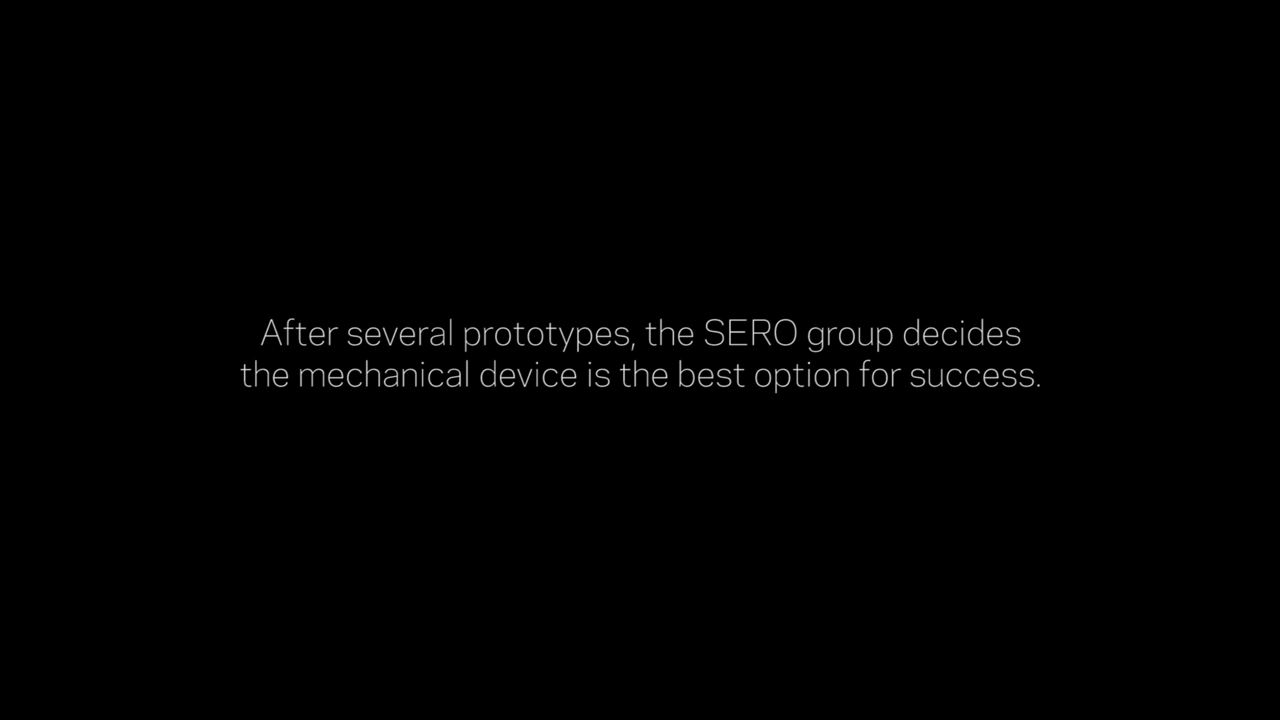 After several prototypes, the SERO group decides
the mechanical device is the best option for success.